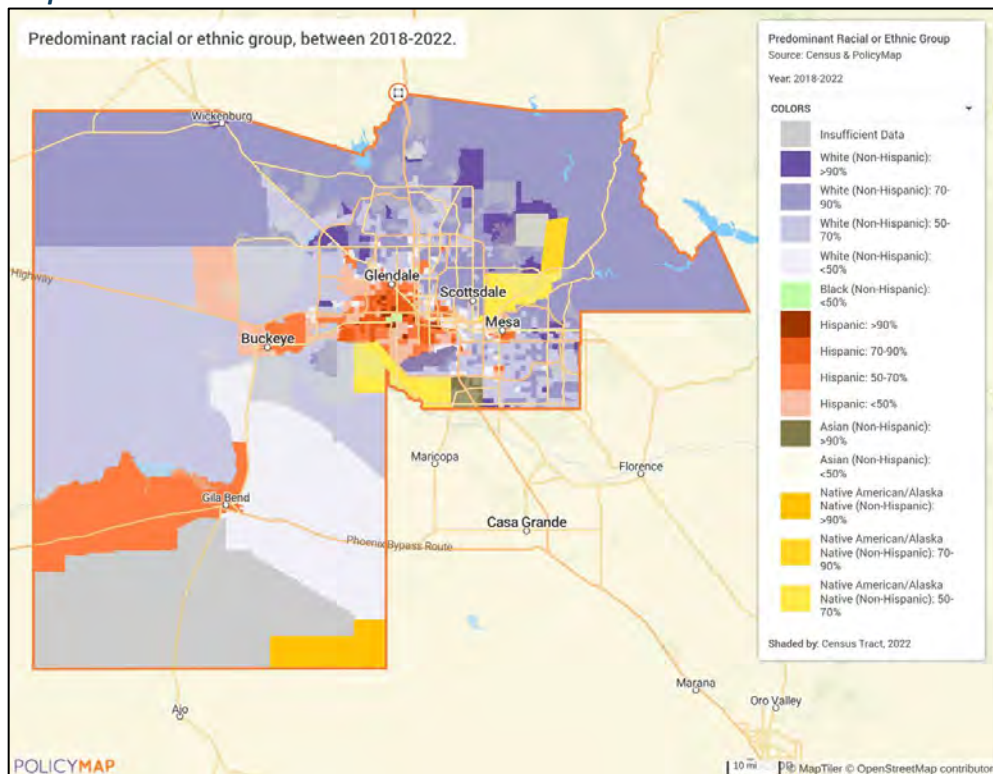 Predominant racial or ethnic group, between 2018-2022.
Predominant Racial or Ethnic Group
Source: Census & PolicyMap
Year: 2018-2022
COLORS
Insufficient Data
White (Non-Hispanic):
>90%
White (Non-Hispanic): 70-
90%
White (Non-Hispanic): 50-
70%
White (Non-Hispanic):
<50%
Black (Non-Hispanic):
<50%
Hispanic: >90%
Hispanic: 70-90%
Hispanic: 50-70%
Hispanic: <50%
Asian (Non-Hispanic):
>90%
Asian (Non-Hispanic):
<50%
Native American/Alaska
Native (Non-Hispanic):
>90%
Native American/Alaska
Native (Non-Hispanic): 70-
90%
Native American/Alaska
Native (Non-Hispanic): 50-
70%
Shaded by: Census Tract, 2022
Wickenburg
Highway
Glendale
Scottsdale
Mesa
Buckeye
Maricopa
Florence
Gila Bend
Casa Grande
Phoenix Bypass Route
Marana
Oro Valley
Ajo
POLICYMAP
10 mi
© MapTiler © OpenStreetMap contributor